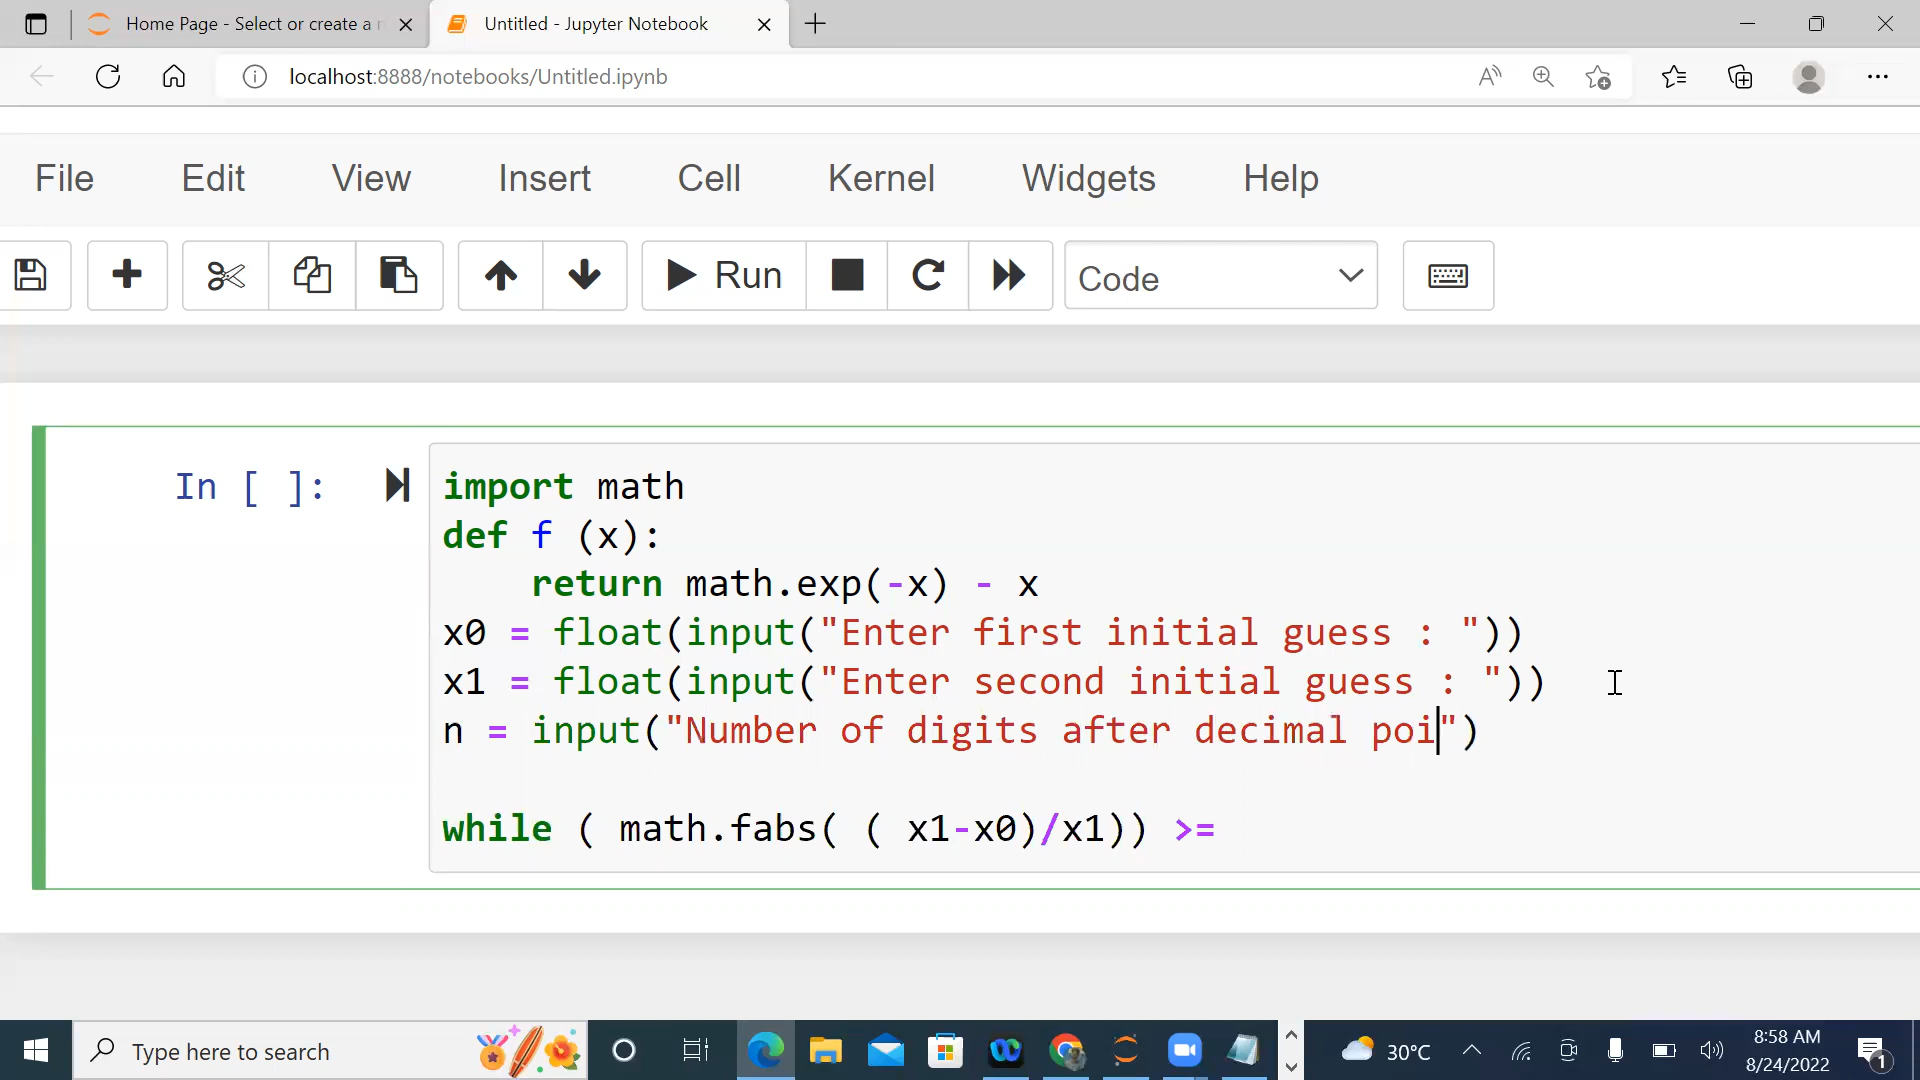 Home Page - Select or create a n
Untitled - Jupyter Notebook
localhost:8888/notebooks/Untitled.ipynb
File Edit View Insert Cell Kernel Widgets Help
Run
Code
In [ ]:
import math
def f (x):
    return math.exp(-x) - x
x0 = float(input("Enter first initial guess : "))
x1 = float(input("Enter second initial guess : "))
n = input("Number of digits after decimal poi")
while ( math.fabs( ( x1-x0)/x1)) >=
Type here to search
30°C
8:58 AM
8/24/2022
1